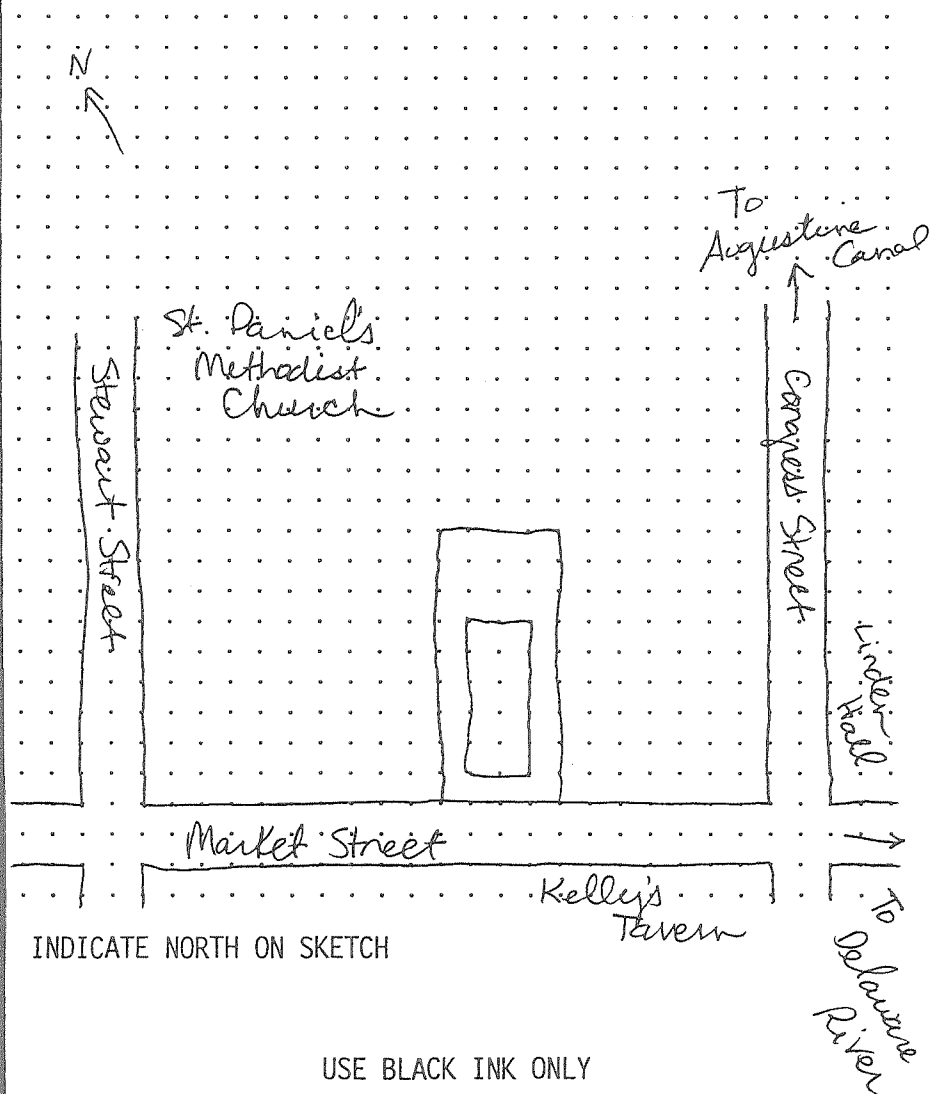 N
To
Augustine
Canal
St. Daniel's
Methodist
Church
Stewart Street
Congress Street
Linden
Hall
Market Street
Kelly's
Tavern
To
Delaware
River
INDICATE NORTH ON SKETCH
USE BLACK INK ONLY